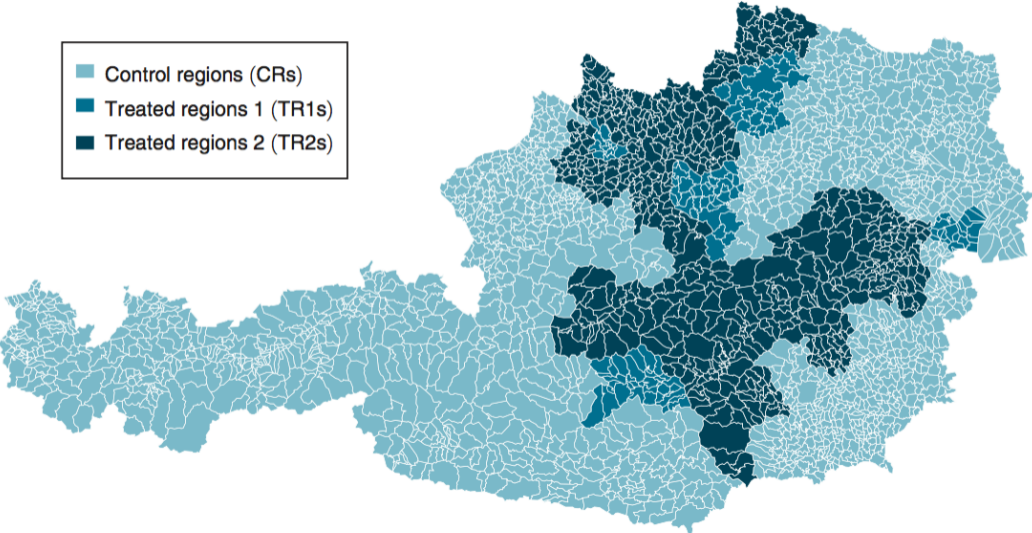 Control regions (CRs)
Treated regions 1 (TR1s)
Treated regions 2 (TR2s)